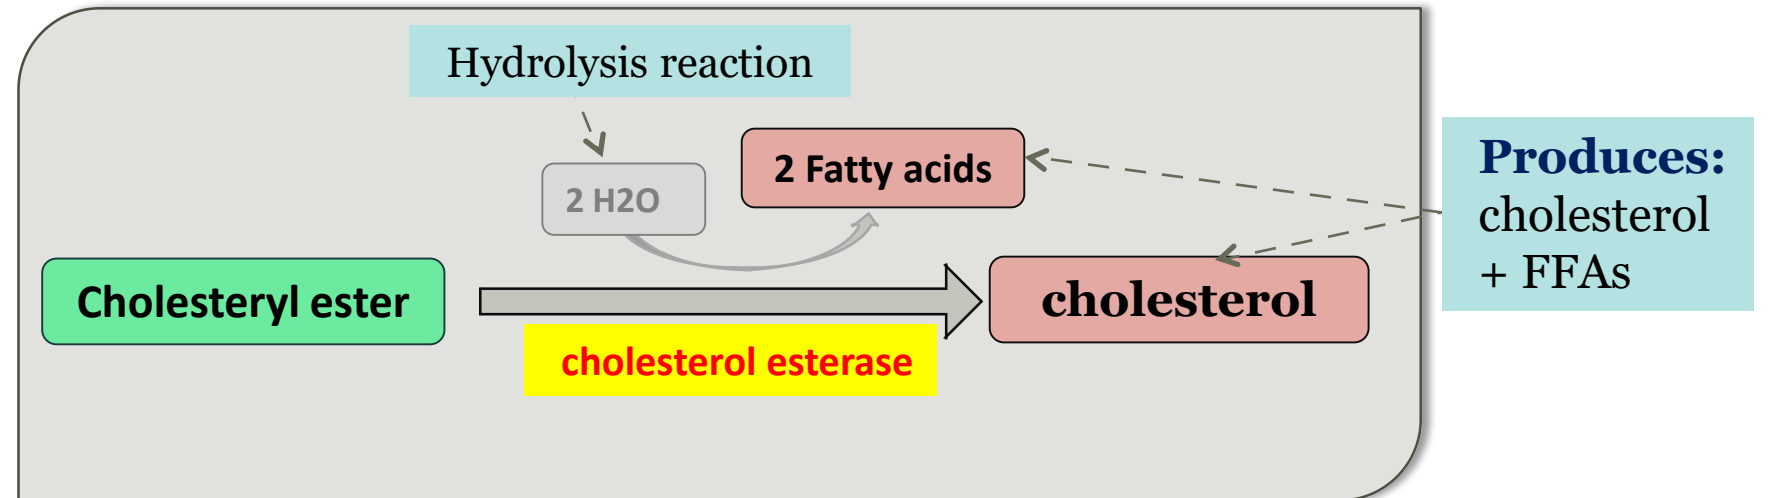 Hydrolysis reaction
2 H2O
2 Fatty acids
Cholesteryl ester
cholesterol
cholesterol esterase
Produces:
cholesterol
+ FFAs